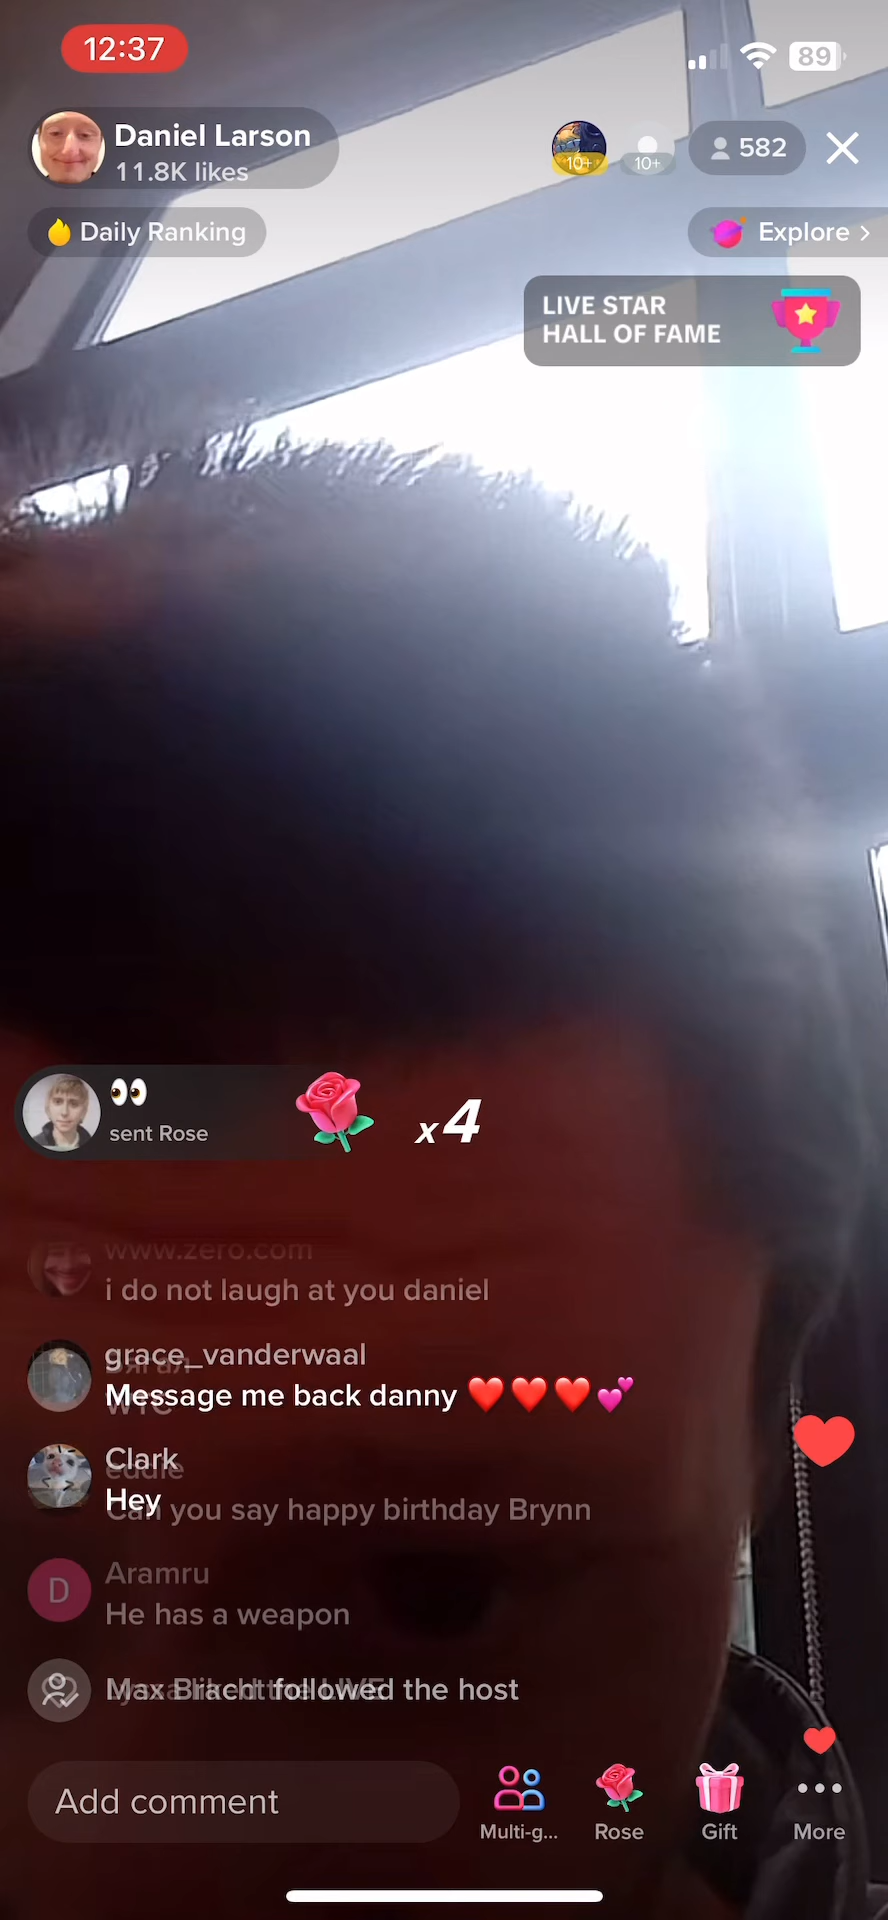 12:37
89
Daniel Larson
11.8K likes
10+
10+
582
Daily Ranking
Explore >
LIVE STAR
HALL OF FAME
sent Rose
x4
www.zero.com
i do not laugh at you daniel
grace_vanderwaal
Message me back danny
Clark
eddie
Hey
Can you say happy birthday Brynn
Aramru
He has a weapon
D
followed the host
Add comment
Multi-g...
Rose
Gift
More